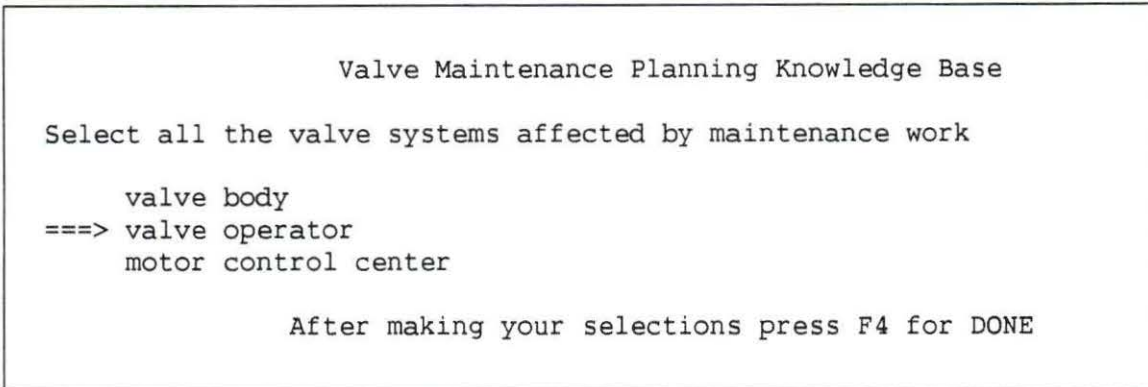 Valve Maintenance Planning Knowledge Base
Select all the valve systems affected by maintenance work
valve body
===> valve operator
motor control center
After making your selections press F4 for DONE